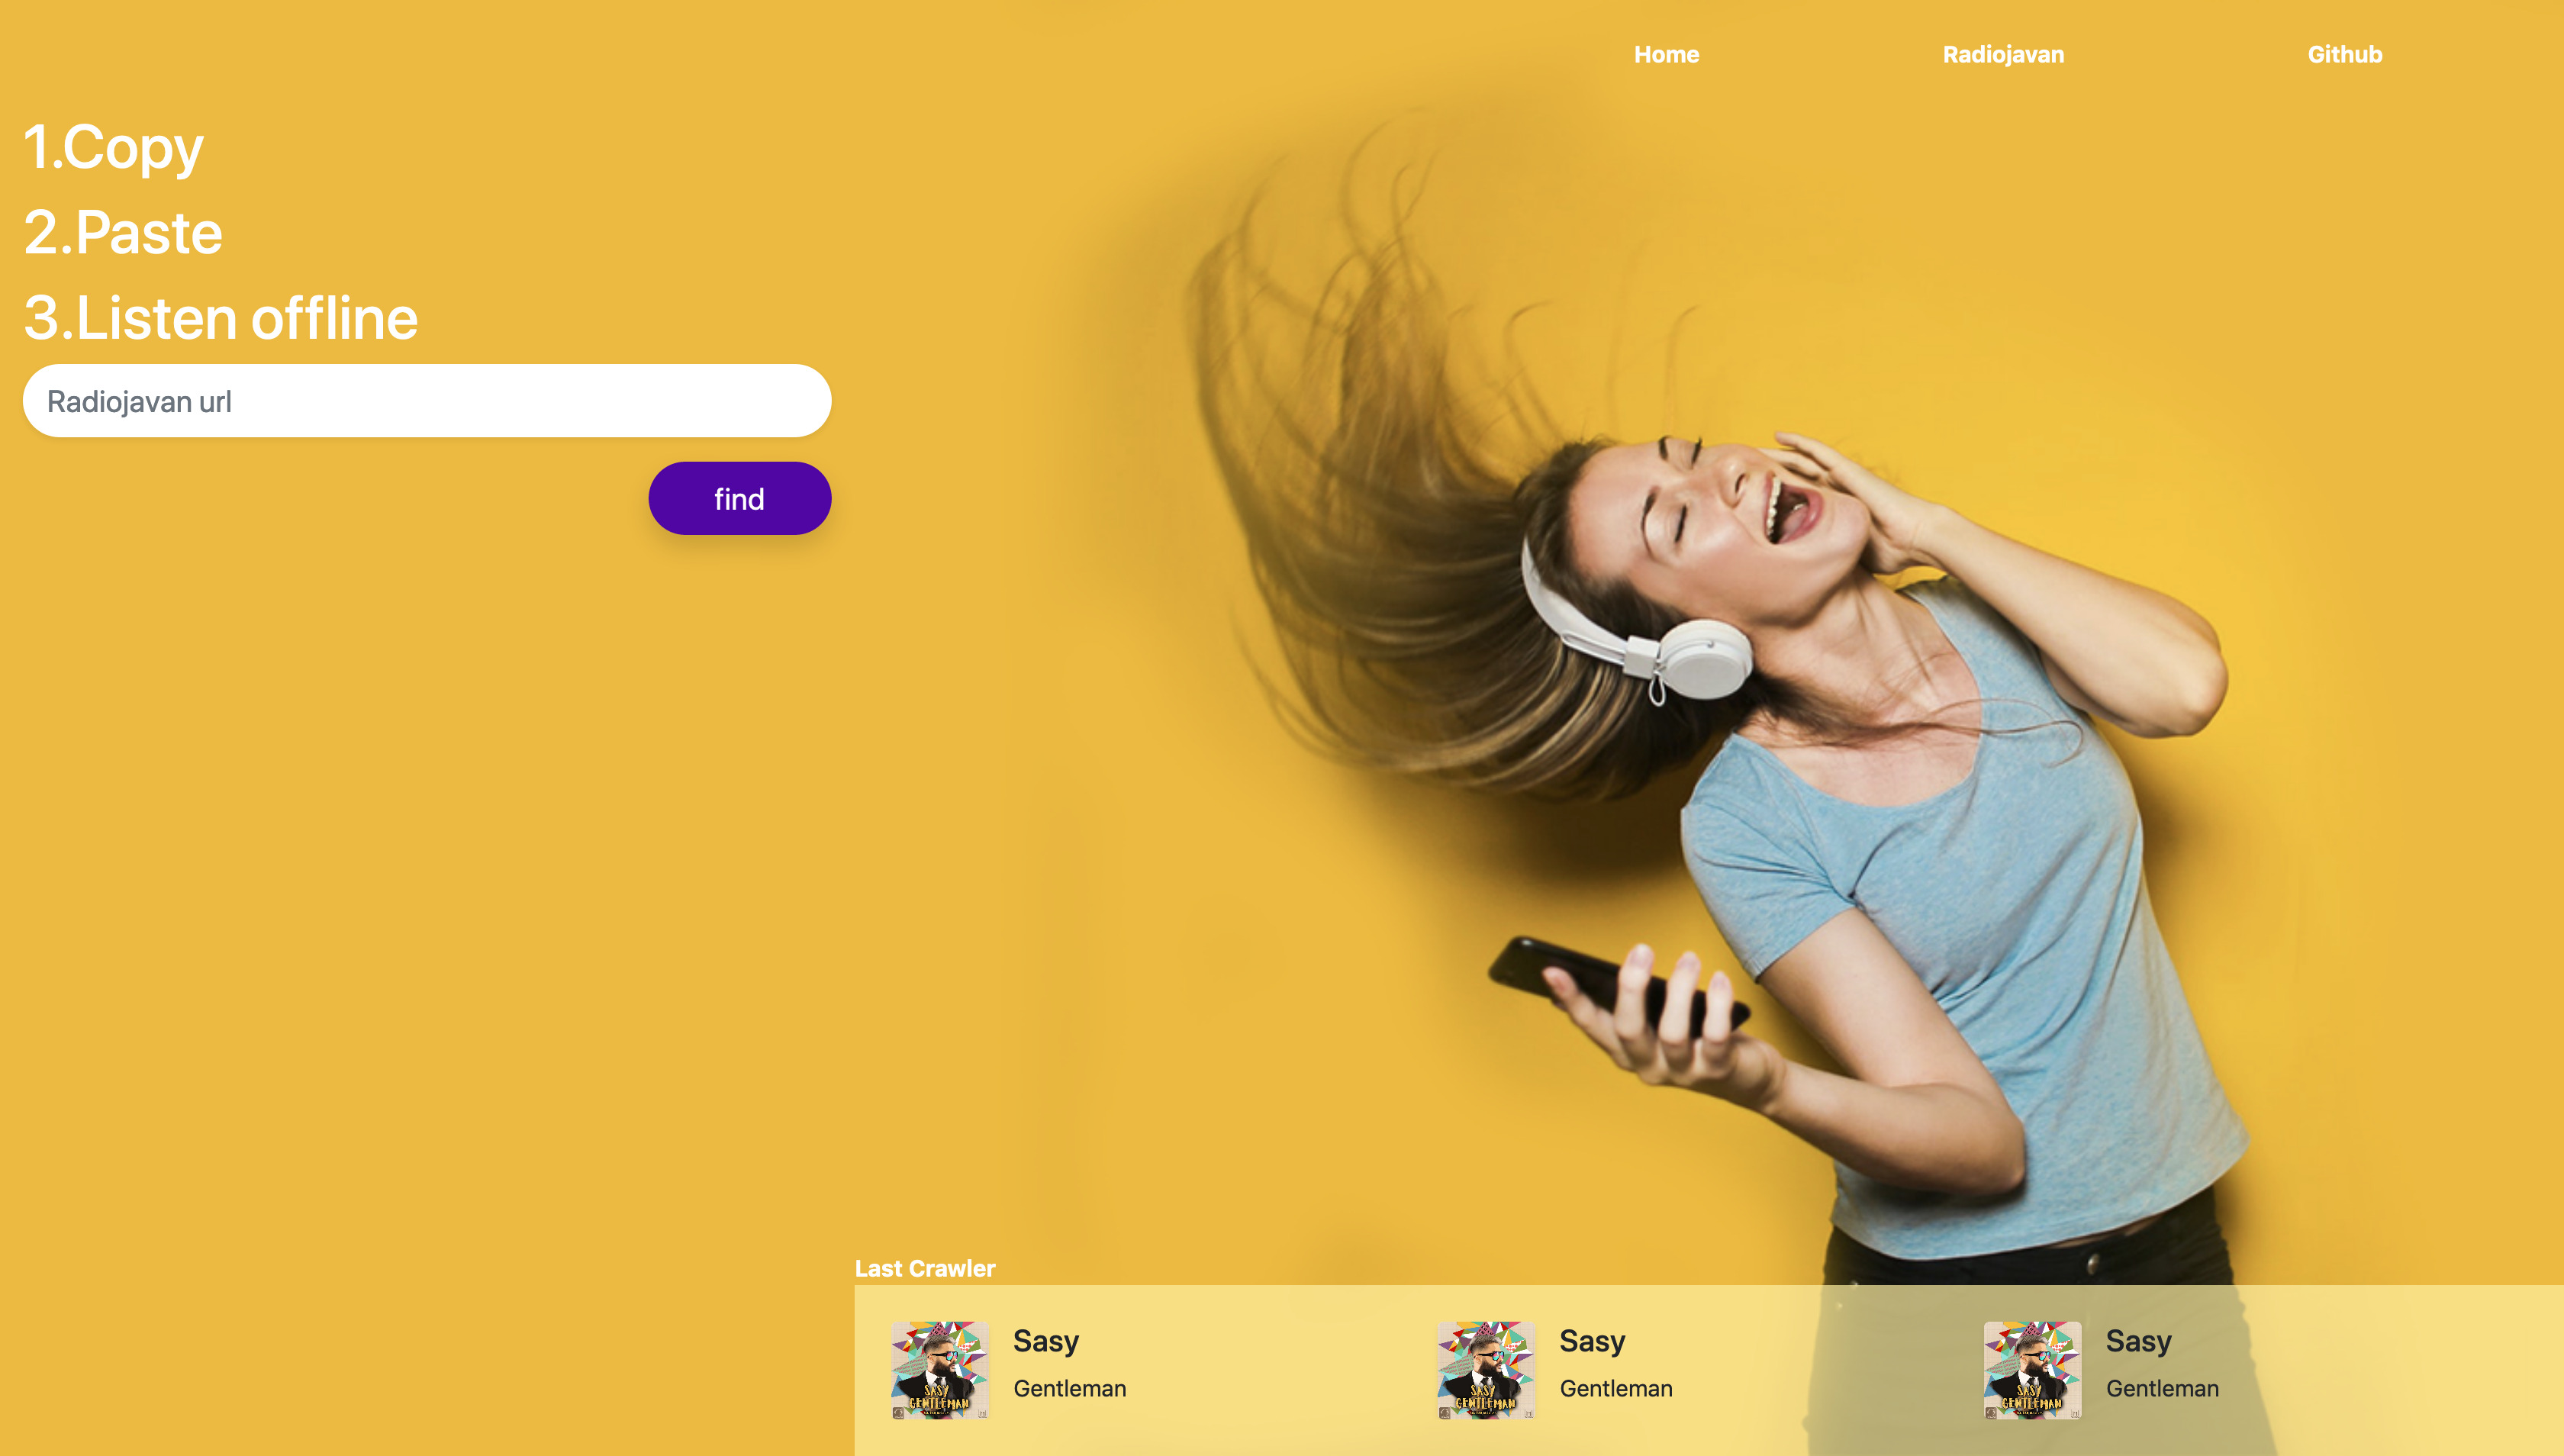 Home Radiojavan Github
1.Copy
2.Paste
3.Listen offline
Radiojavan url
find
Last Crawler
Sasy
Gentleman
SASY
GENTLEMAN
Sasy
Gentleman
SASY
GENTLEMAN
Sasy
Gentleman
SASY
GENTLEMAN